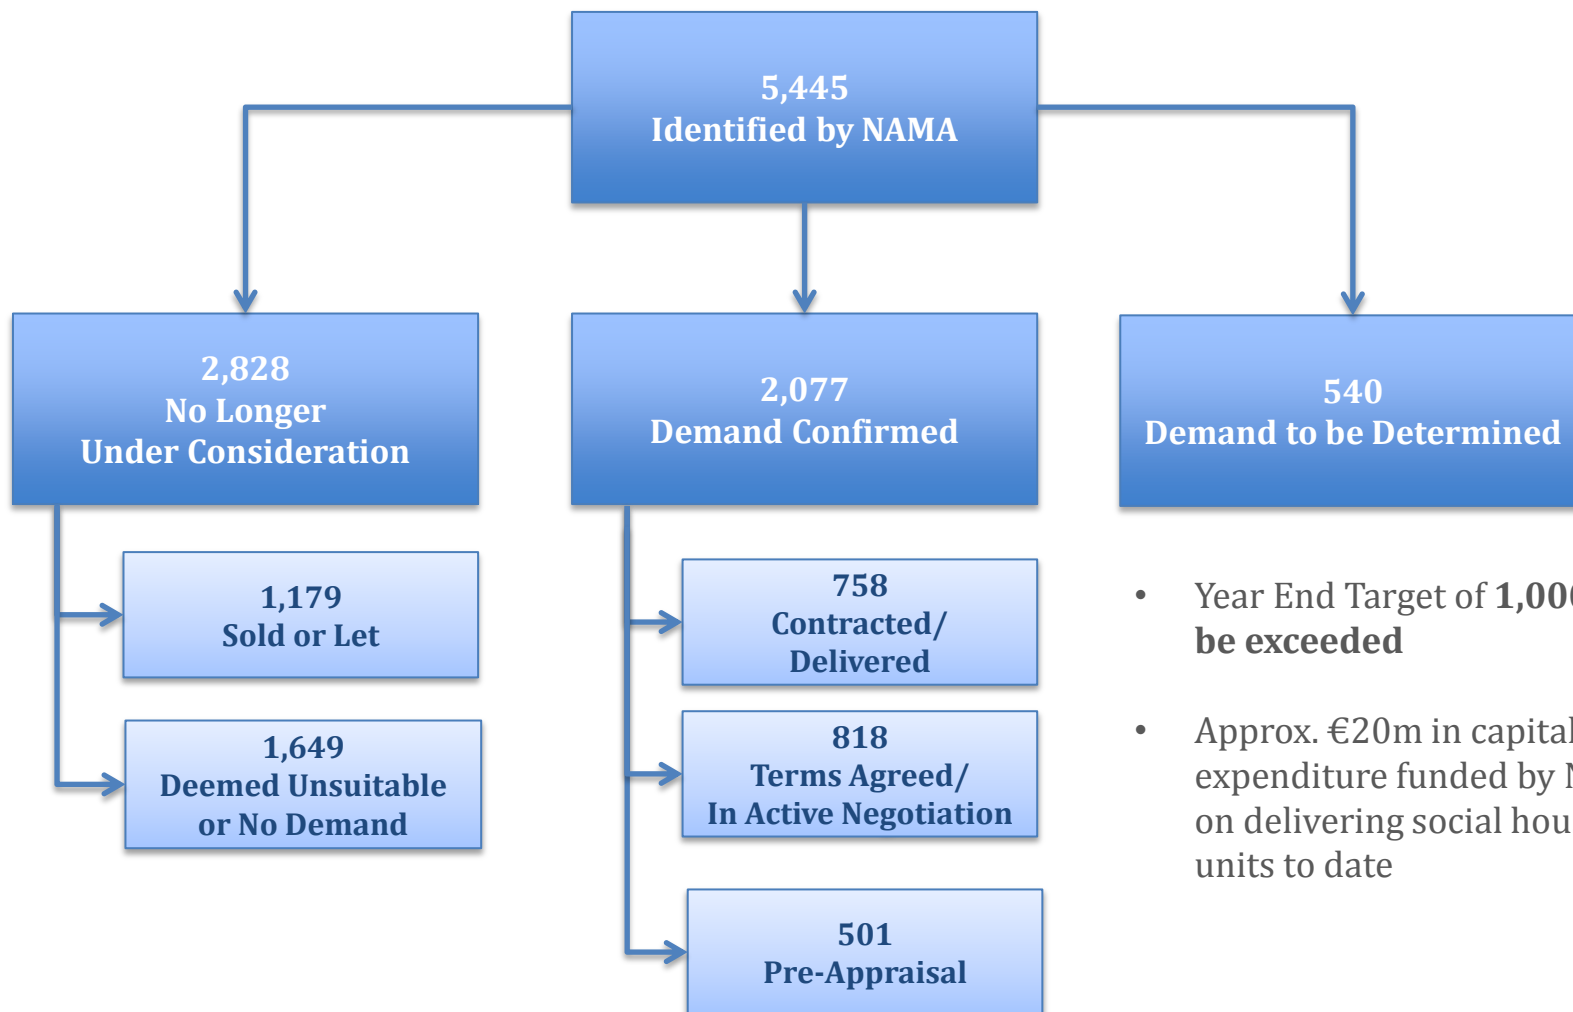 5,445
Identified by NAMA
2,828
No Longer
Under Consideration
2,077
Demand Confirmed
540
Demand to be Determined
1,179
Sold or Let
1,649
Deemed Unsuitable
or No Demand
758
Contracted/
Delivered
818
Terms Agreed/
In Active Negotiation
501
Pre-Appraisal
• Year End Target of
be exceeded
• Approx. €20m in capital
expenditure funded by
on delivering social
units to date